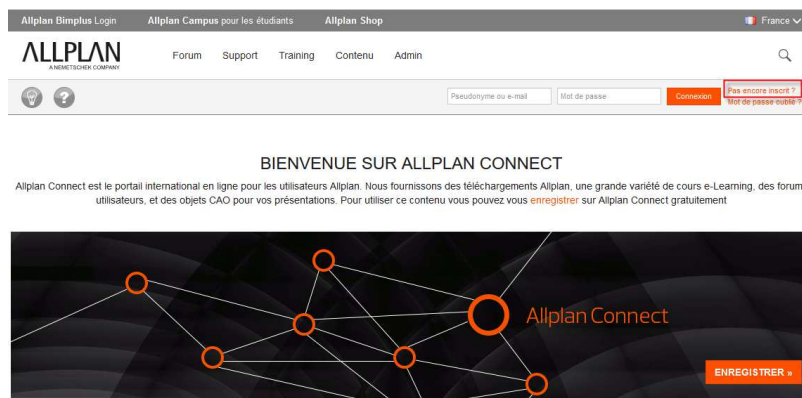 Allplan Bimplus Login Allplan Campus pour les étudiants Allplan Shop France
ALLPLAN
A NEMETSCHEK COMPANY
Forum Support Training Contenu Admin
Pseudonyme ou e-mail Mot de passe Connexion Pas encore inscrit ?
Mot de passe oublié ?
BIENVENUE SUR ALLPLAN CONNECT
Allplan Connect est le portail international en ligne pour les utilisateurs Allplan. Nous fournissons des téléchargements Allplan, une grande variété de cours e-Learning, des forum
utilisateurs, et des objets CAO pour vos présentations. Pour utiliser ce contenu vous pouvez vous enregistrer sur Allplan Connect gratuitement
Allplan Connect
ENREGISTRER »